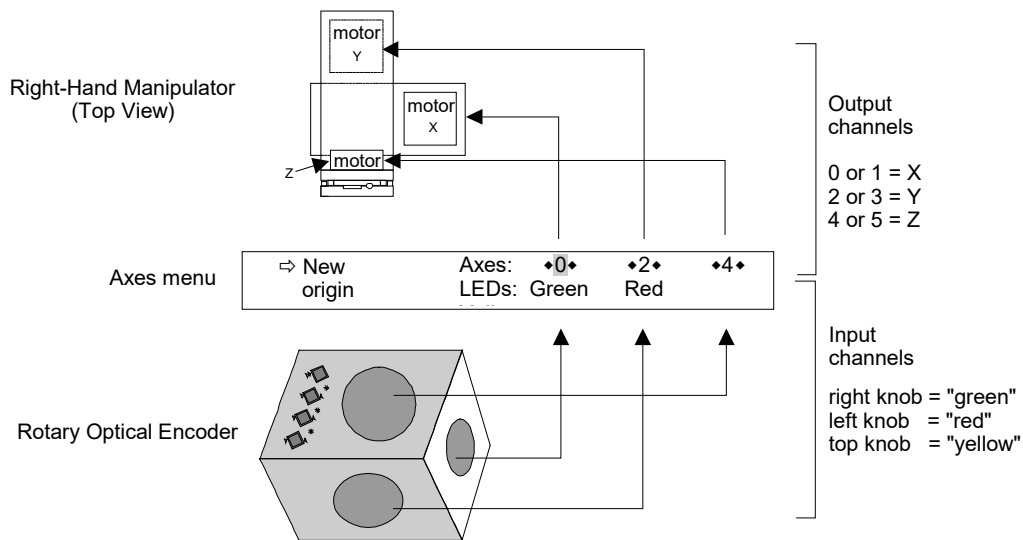 motor
Y
Right-Hand Manipulator
(Top View)
motor
X
motor
Z
Output
channels
0 or 1 = X
2 or 3 = Y
4 or 5 = Z
Axes menu
⇨ New
origin
Axes: ◆0◆ ◆2◆ ◆4◆
LEDs: Green Red
Input
channels
right knob = "green"
left knob = "red"
top knob = "yellow"
Rotary Optical Encoder